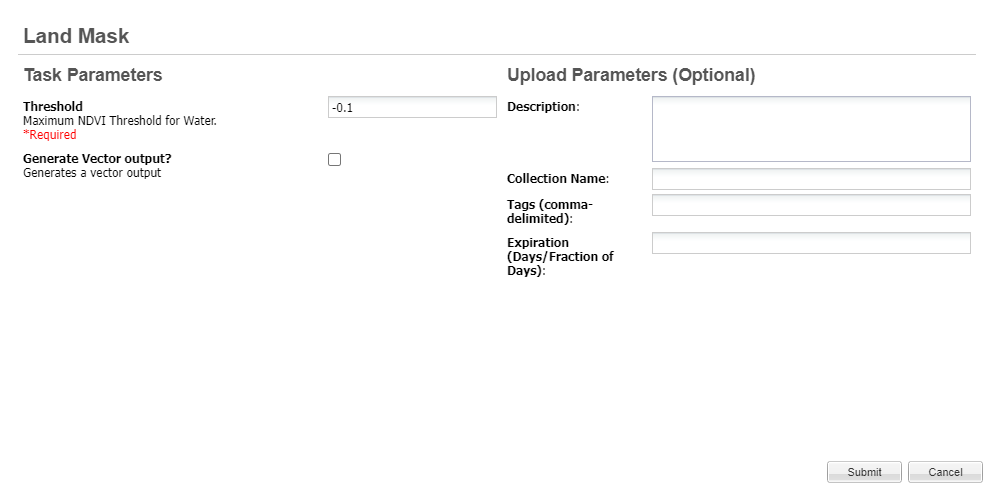 Land Mask
Task Parameters
Threshold
Maximum NDVI Threshold for Water.
*Required
-0.1
Generate Vector output?
Generates a vector output
Upload Parameters (Optional)
Description:
Collection Name:
Tags (comma-
delimited):
Expiration
(Days/Fraction of
Days):
Submit
Cancel